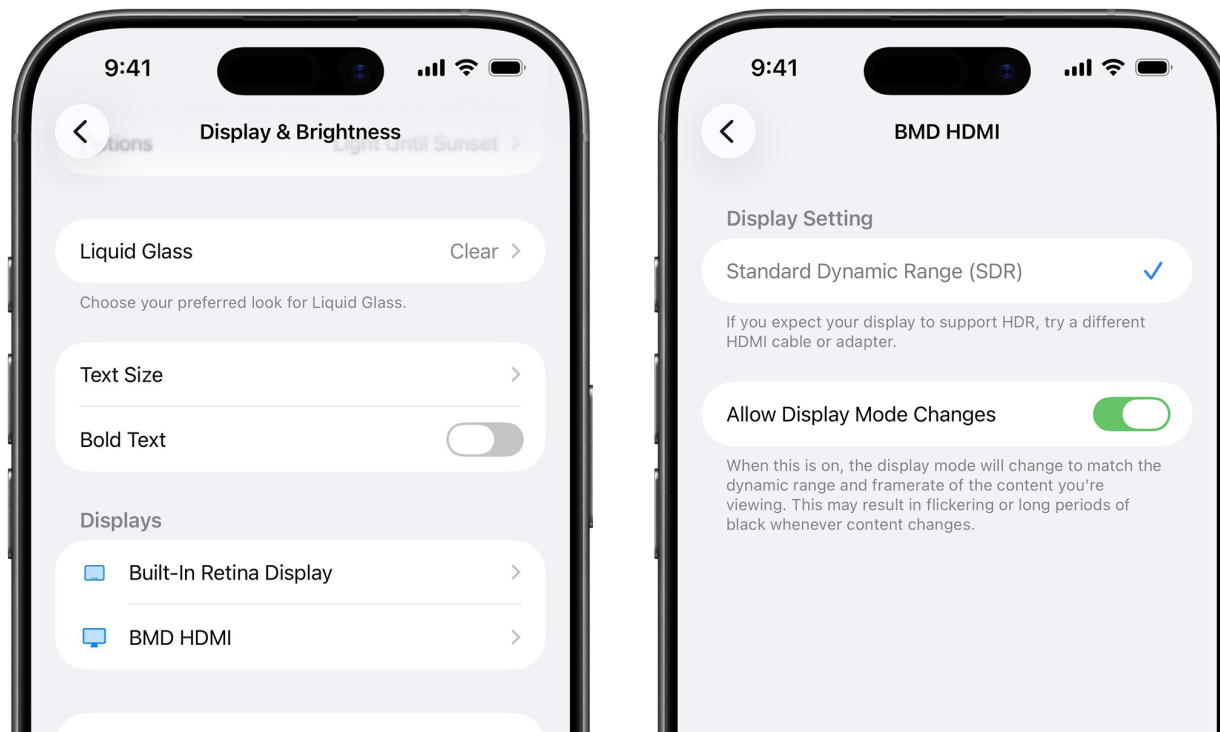 9:41
Display & Brightness
Options Light Until Sunset
Liquid Glass Clear
Choose your preferred look for Liquid Glass.
Text Size
Bold Text
Displays
Built-In Retina Display
BMD HDMI
9:41
BMD HDMI
Display Setting
Standard Dynamic Range (SDR)
If you expect your display to support HDR, try a different
HDMI cable or adapter.
Allow Display Mode Changes
When this is on, the display mode will change to match the
dynamic range and framerate of the content you’re
viewing. This may result in flickering or long periods of
black whenever content changes.